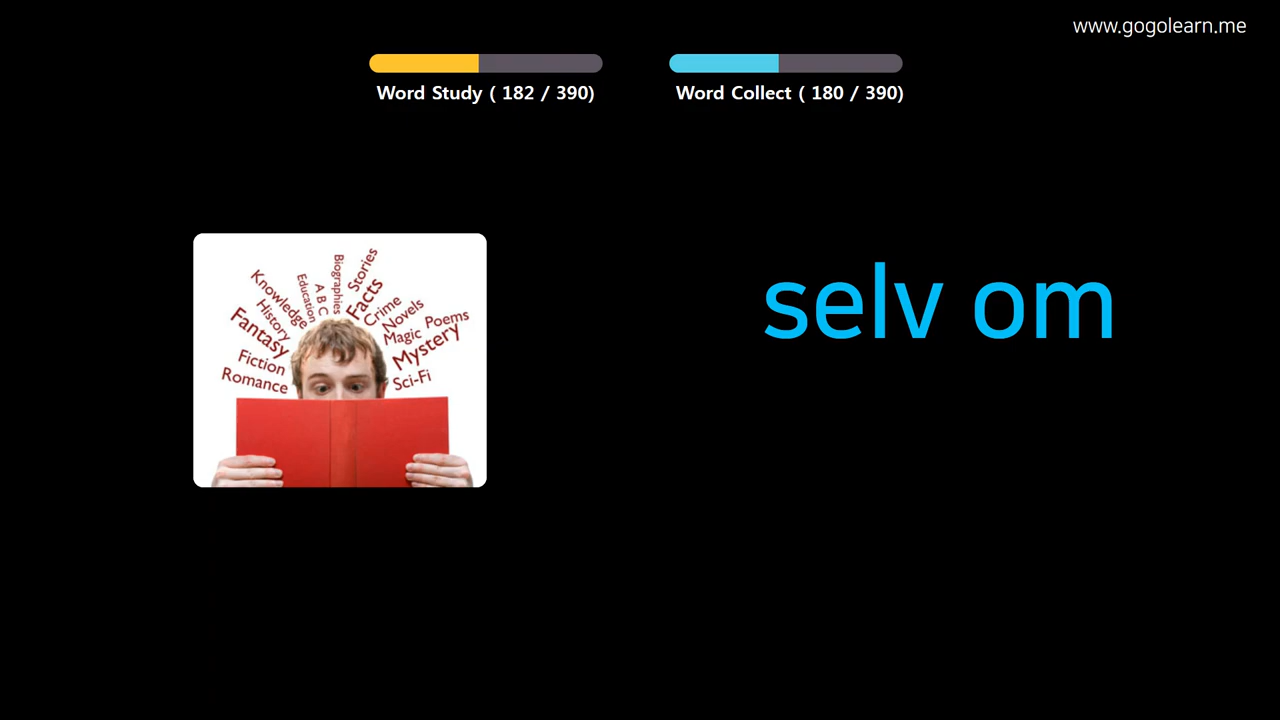 www.gogolearn.me
Word Study ( 182 / 390)
Word Collect ( 180 / 390)
selv om
Knowledge
History
Fantasy
Fiction
Romance
Education
A B C
Biographies
Stories
Facts
Crime
Novels
Magic
Poems
Mystery
Sci-Fi